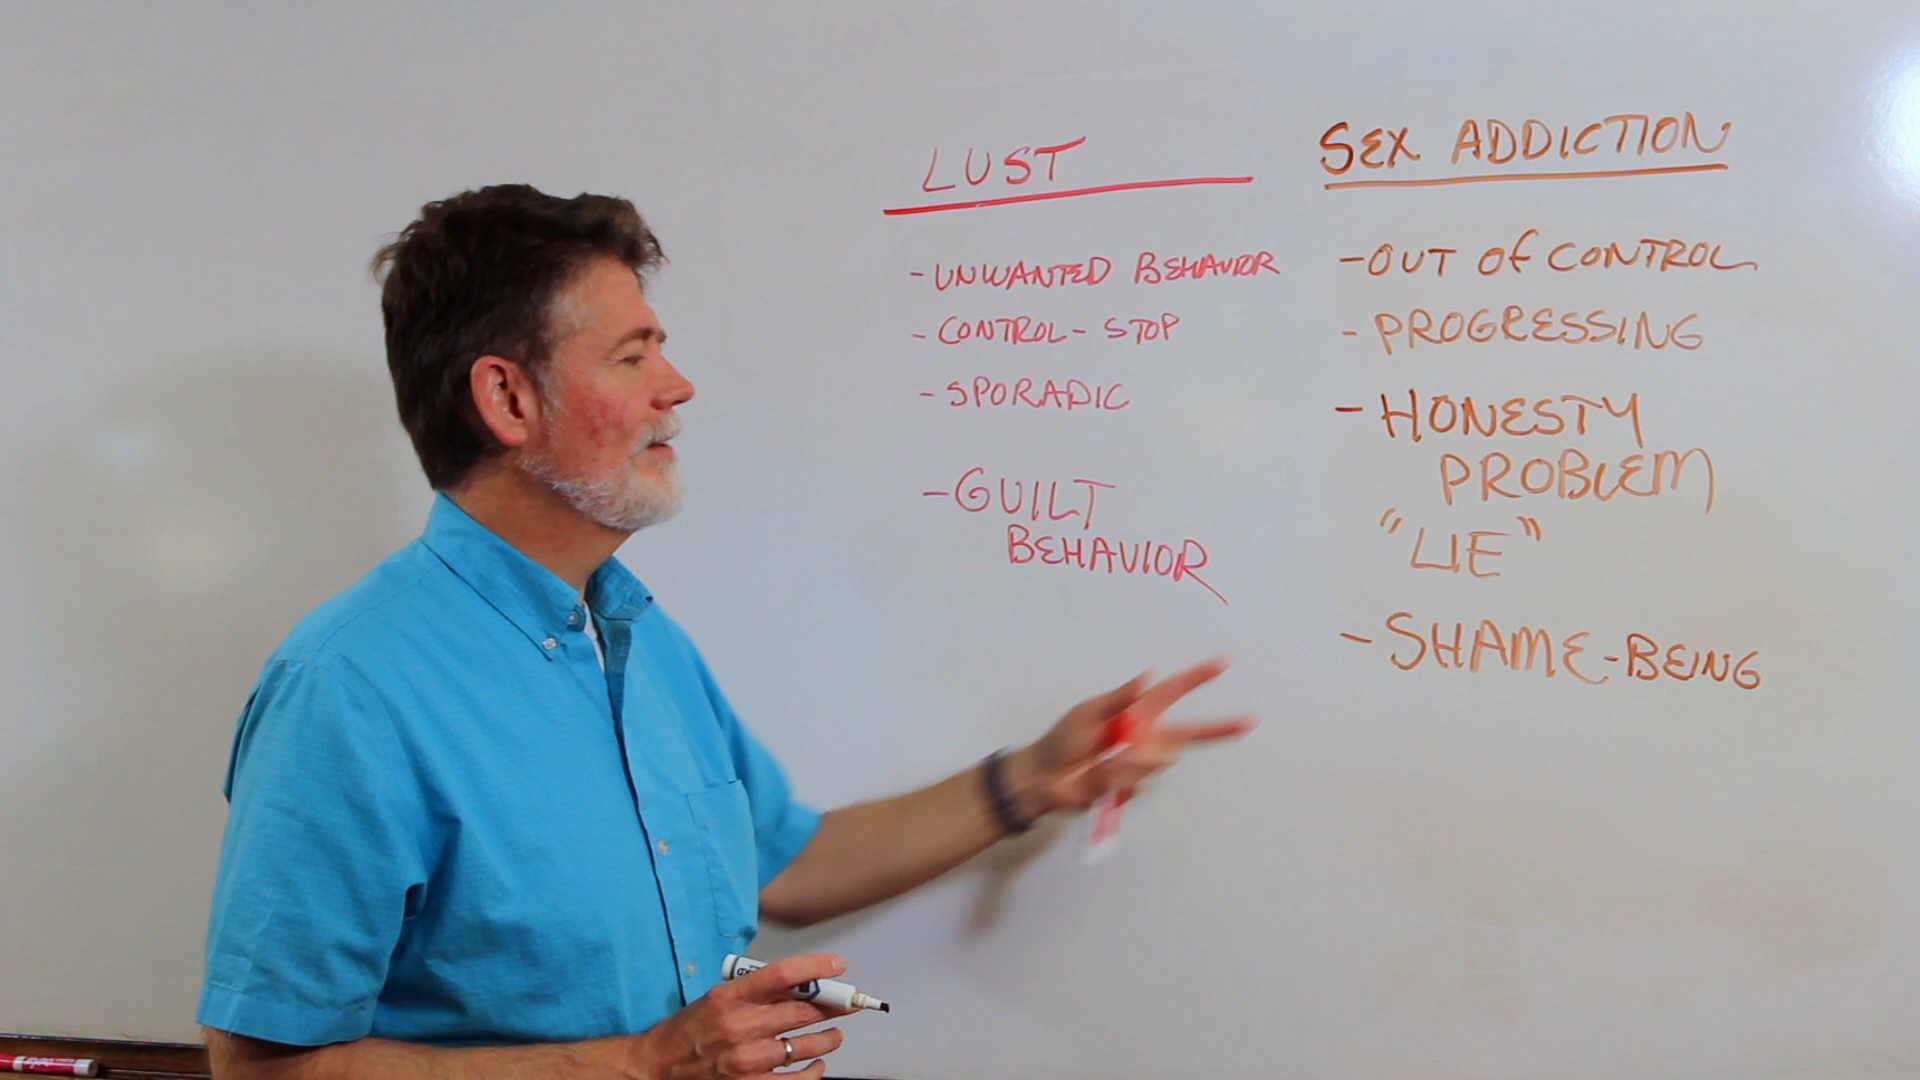 LUST
- UNWANTED BEHAVIOR
- CONTROL - STOP
- SPORADIC
- GUILT
BEHAVIOR
SEX ADDICTION
- OUT OF CONTROL
- PROGRESSING
- HONESTY
PROBLEM
"LIE"
- SHAME - BEING